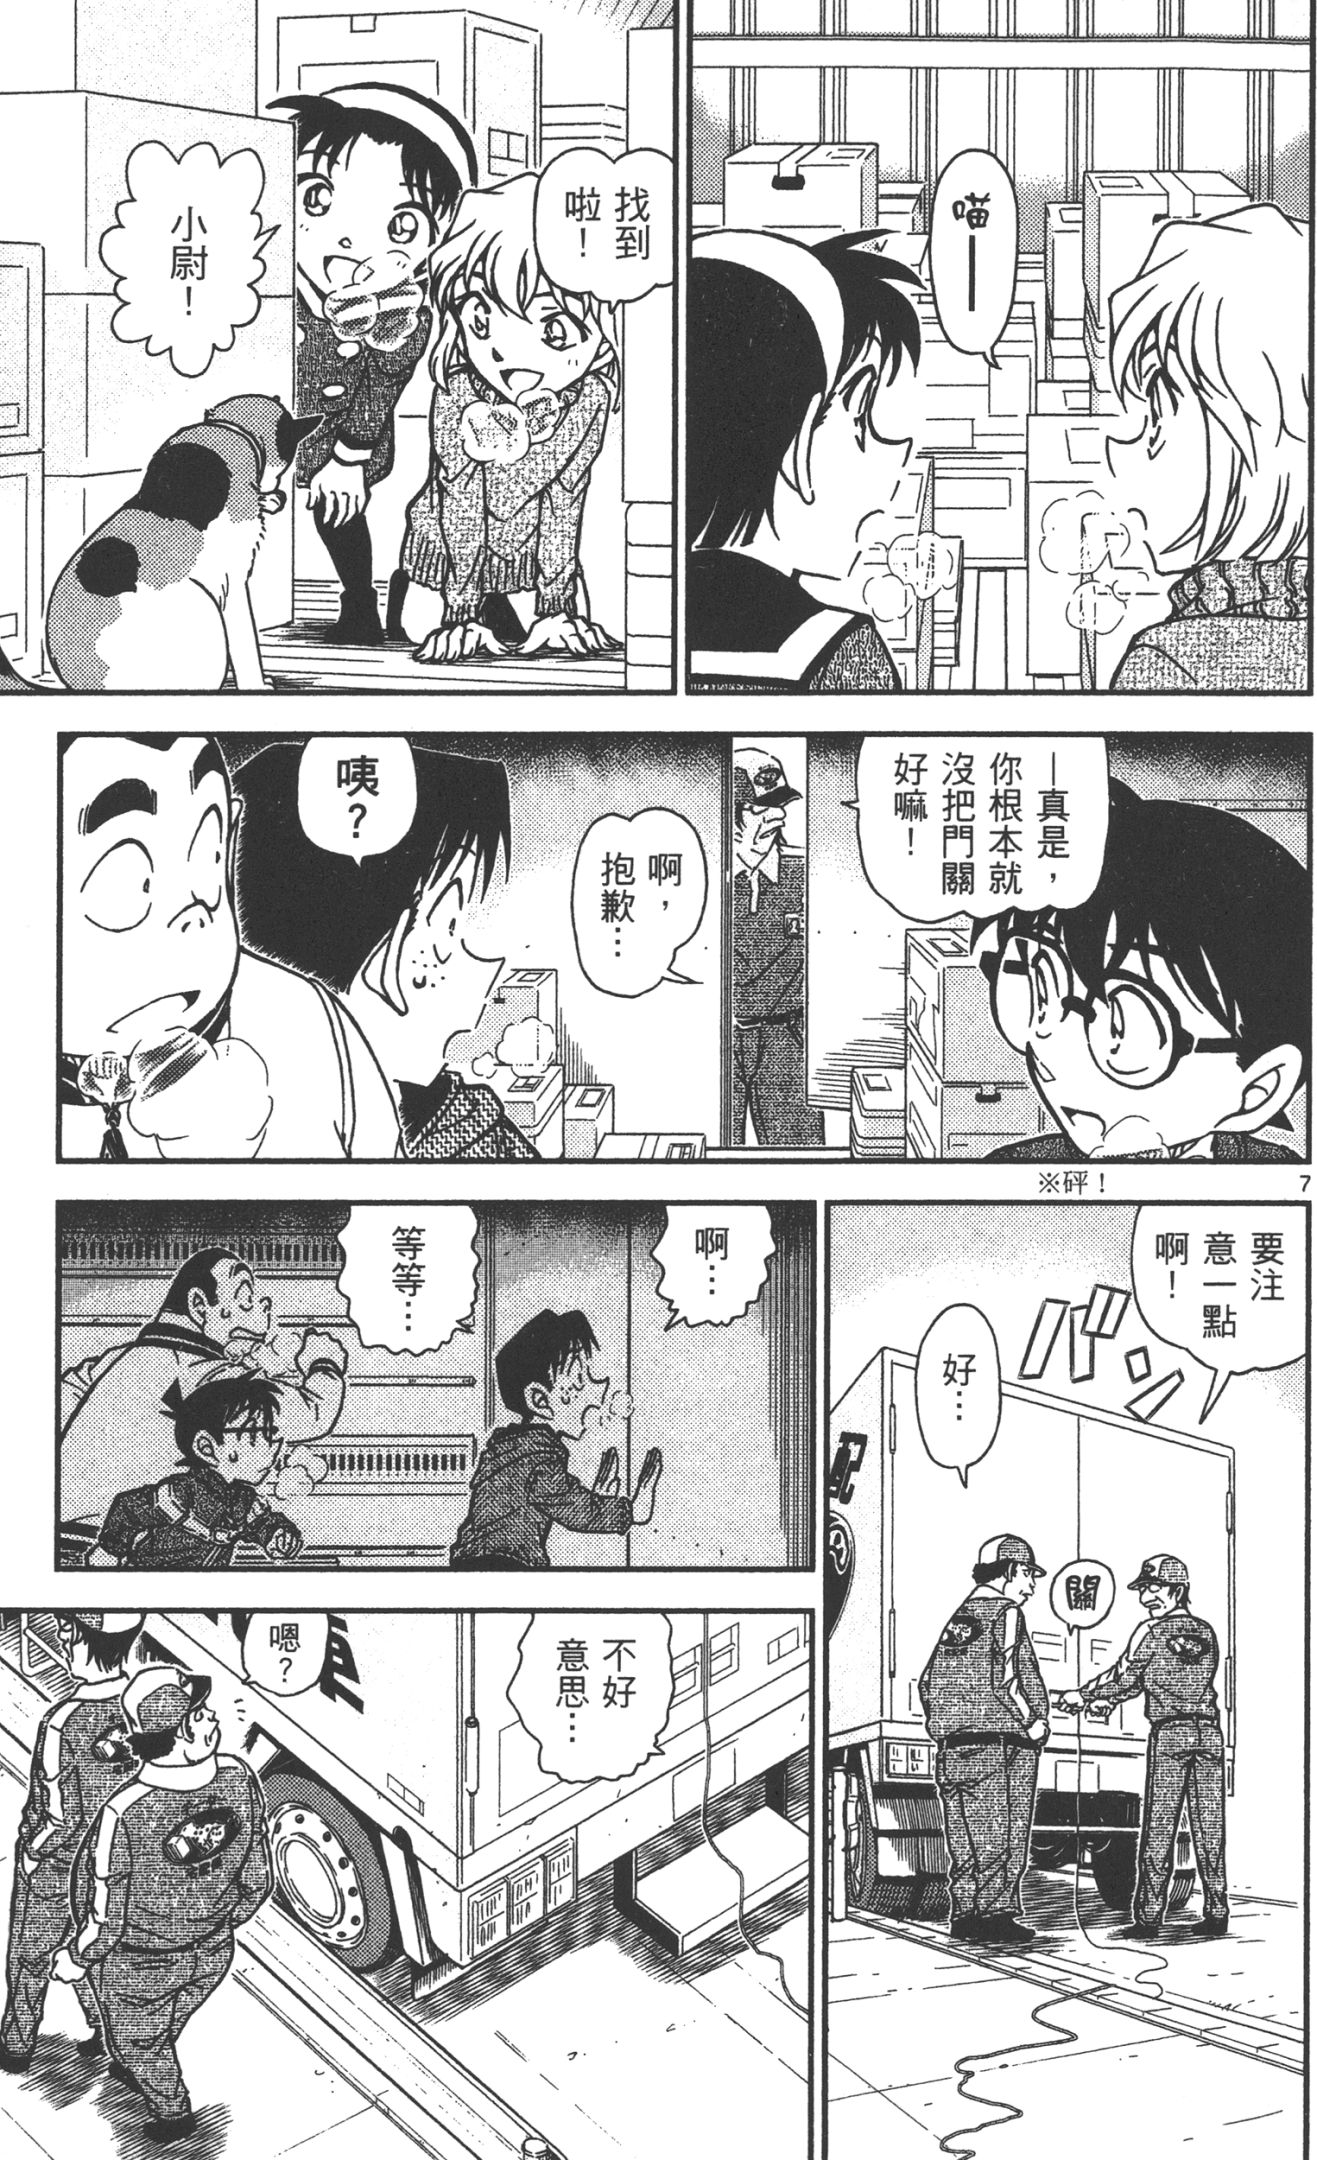 喵—
找到
啦！
小尉！
—真是，
你根本就
沒把門關
好嘛！
啊，
抱歉…
咦？
※砰！
7
要注
意一點
啊！
バン
好…
關
啊…
等等…
不好
意思…
嗯？